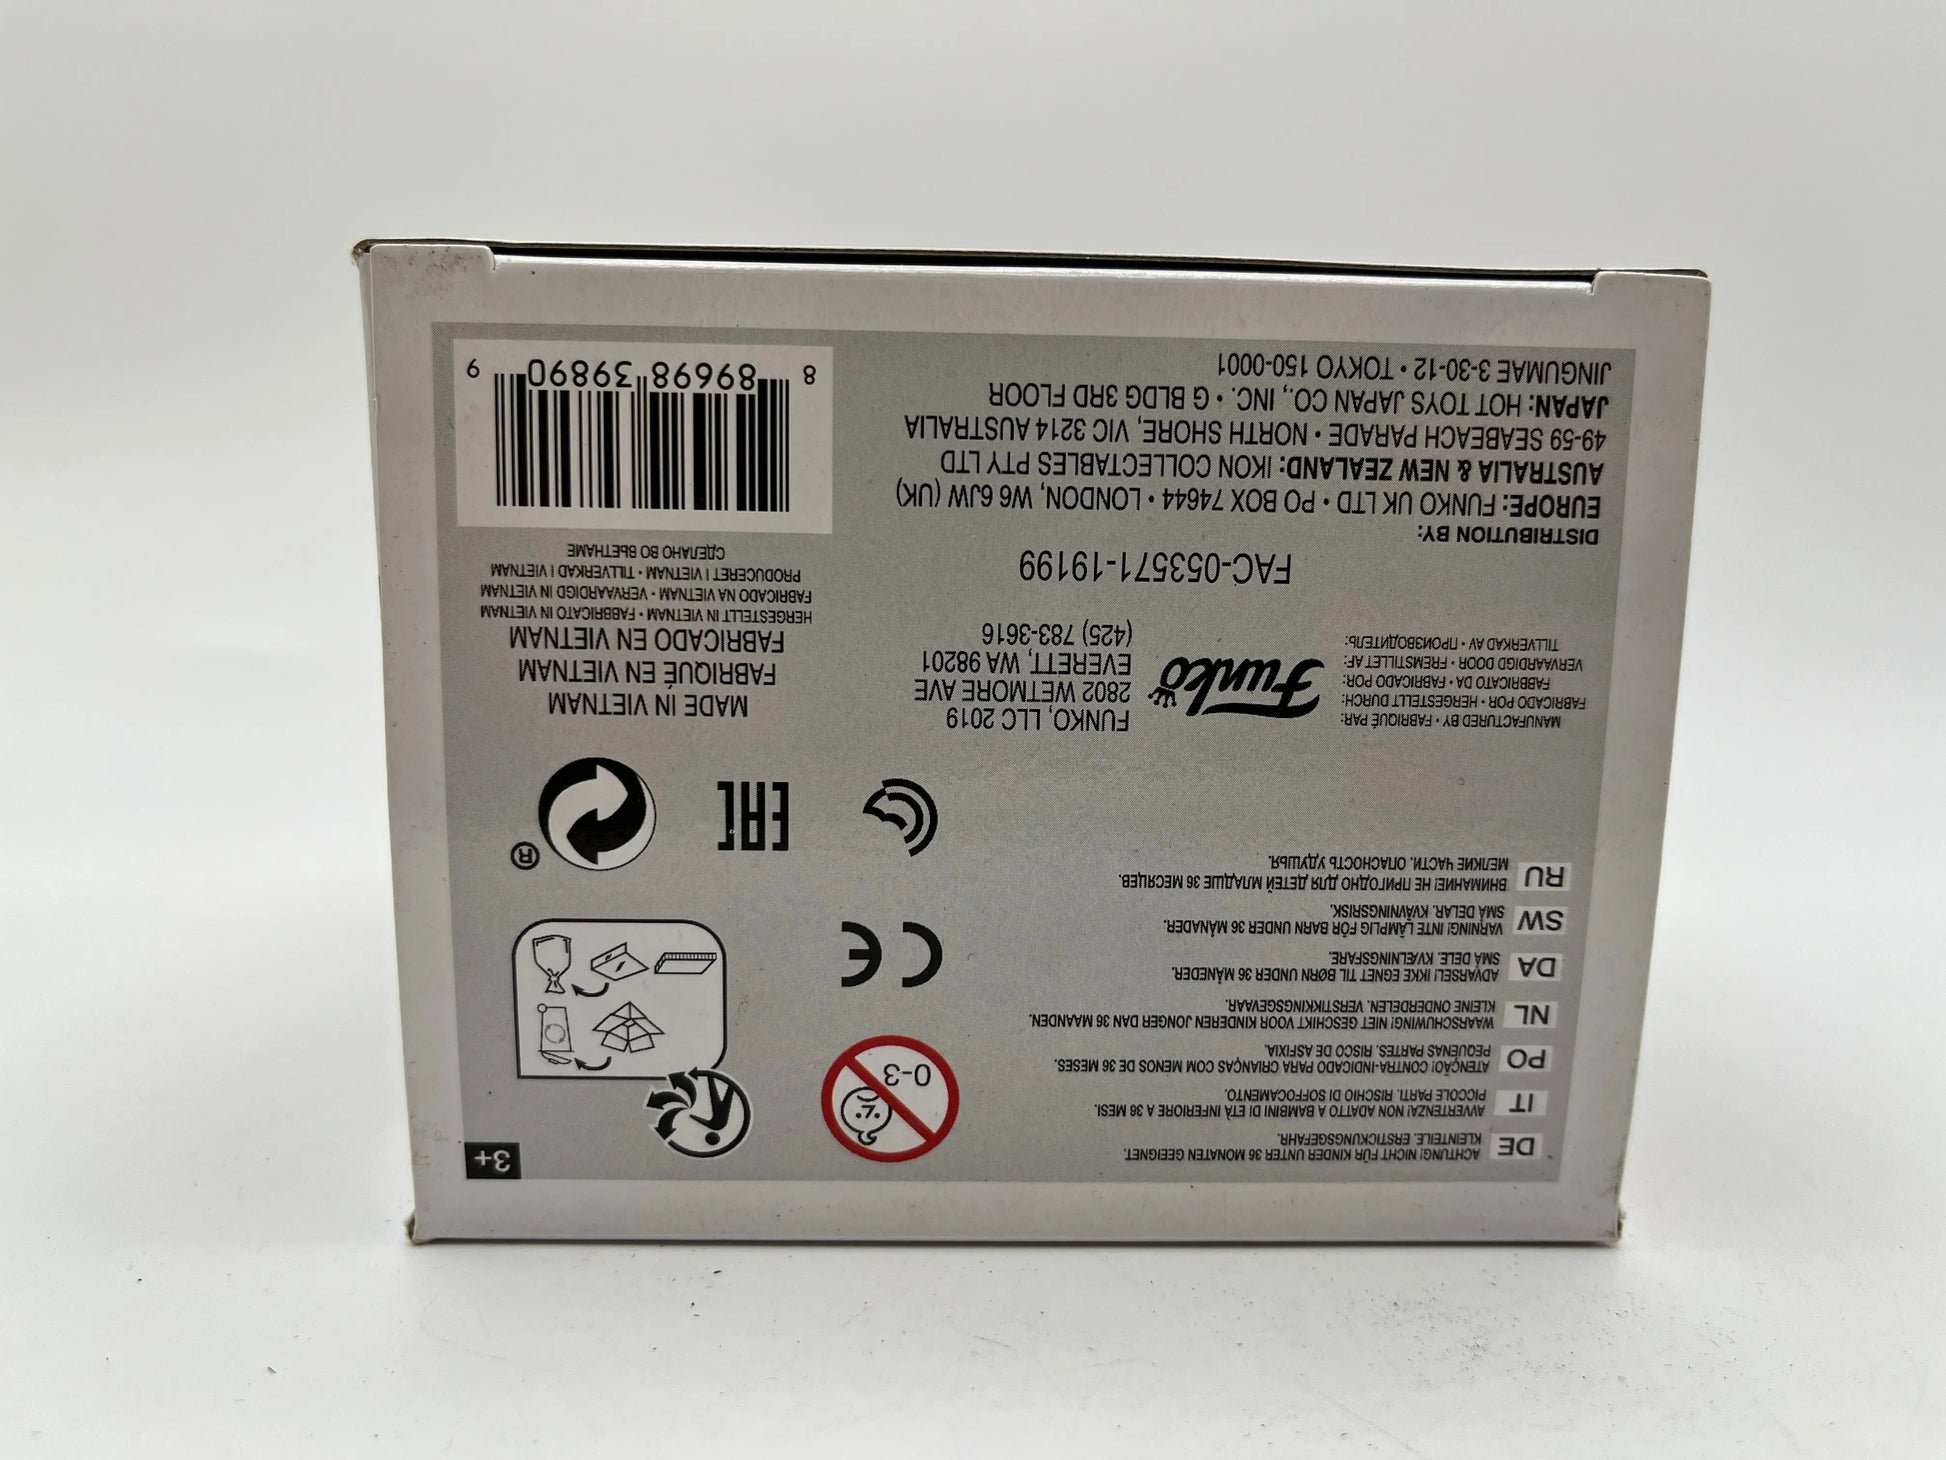 DE
ACHTUNG! NICHT FÜR KINDER UNTER 36 MONATEN GEEIGNET.
KLEINTEILE. ERSTICKUNGSGEFAHR.
IT
AVVERTENZA! NON ADATTO A BAMBINI DI ETÀ INFERIORE A 36 MESI.
PICCOLE PARTI. RISCHIO DI SOFFOCAMENTO.
PO
ATENÇÃO! CONTRA-INDICADO PARA CRIANÇAS COM MENOS DE 36 MESES.
PEQUENAS PARTES. RISCO DE ASFIXIA.
NL
WAARSCHUWING! NIET GESCHIKT VOOR KINDEREN JONGER DAN 36 MAANDEN.
KLEINE ONDERDELEN. VERSTIKKINGSGEVAAR.
DA
ADVARSEL! IKKE EGNET TIL BØRN UNDER 36 MÅNEDER.
SMÅ DELE. KVÆLNINGSFARE.
SW
VARNING! INTE LÄMPLIG FÖR BARN UNDER 36 MÅNADER.
SMÅ DELAR. KVÄVNINGSRISK.
RU
ВНИМАНИЕ! НЕ ПРИГОДНО ДЛЯ ДЕТЕЙ МЛАДШЕ 36 МЕСЯЦЕВ.
МЕЛКИЕ ЧАСТИ. ОПАСНОСТЬ УДУШЬЯ.
0-3
3+
CE
EAC
®
MANUFACTURED BY • FABRIQUÉ PAR:
FABRICADO POR • HERGESTELLT DURCH:
FABBRICATO DA • FABRICADO POR:
VERVAARDIGD DOOR • FREMSTILLET AF:
TILLVERKAD AV • ПРОИЗВОДИТЕЛЬ:
Funko
FUNKO, LLC 2019
2802 WETMORE AVE
EVERETT, WA 98201
(425) 783-3616
FAC-053571-19199
DISTRIBUTION BY:
EUROPE: FUNKO UK LTD • PO BOX 74644 • LONDON, W6 6JW (UK)
AUSTRALIA & NEW ZEALAND: IKON COLLECTABLES PTY LTD
49-59 SEABEACH PARADE • NORTH SHORE, VIC 3214 AUSTRALIA
JAPAN: HOT TOYS JAPAN CO., INC. • G BLDG 3RD FLOOR
JINGUMAE 3-30-12 • TOKYO 150-0001
MADE IN VIETNAM
FABRIQUÉ EN VIETNAM
FABRICADO EN VIETNAM
HERGESTELLT IN VIETNAM • FABBRICATO IN VIETNAM
FABRICADO NA VIETNAM • VERVAARDIGD IN VIETNAM
PRODUCERET I VIETNAM • TILLVERKAD I VIETNAM
СДЕЛАНО ВО ВЬЕТНАМЕ
8 89698 39890 9